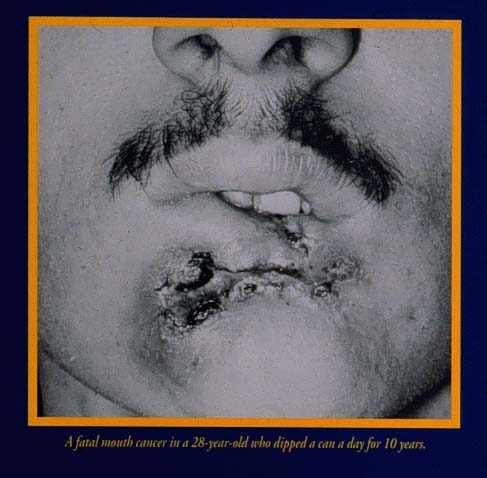 A fatal mouth cancer in a 28-year-old who dipped a can a day for 10 years.